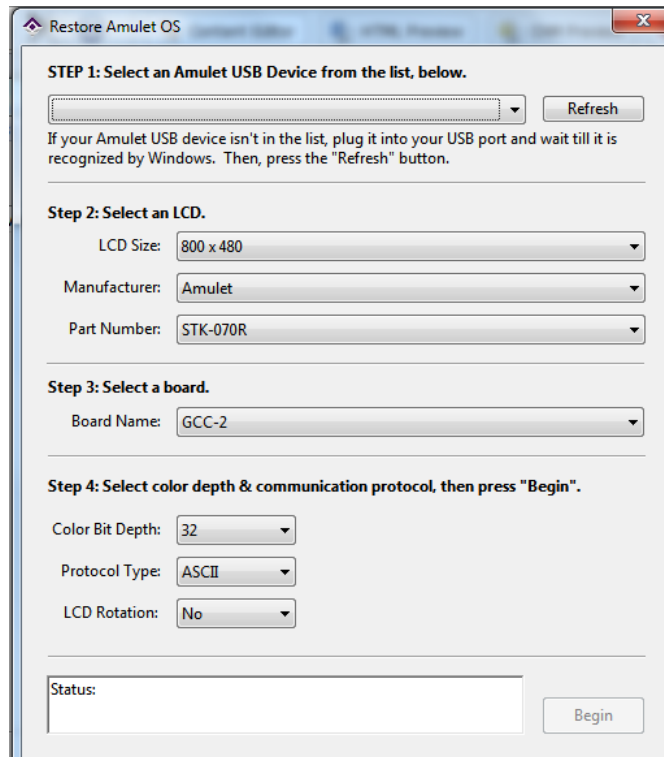 Restore Amulet OS
Content Editor HTML Preview
STEP 1: Select an Amulet USB Device from the list, below.
Refresh
If your Amulet USB device isn't in the list, plug it into your USB port and wait till it is
recognized by Windows.  Then, press the "Refresh" button.
Step 2: Select an LCD.
LCD Size: 800 x 480
Manufacturer: Amulet
Part Number: STK-070R
Step 3: Select a board.
Board Name: GCC-2
Step 4: Select color depth & communication protocol, then press "Begin".
Color Bit Depth: 32
Protocol Type: ASCII
LCD Rotation: No
Status:
Begin